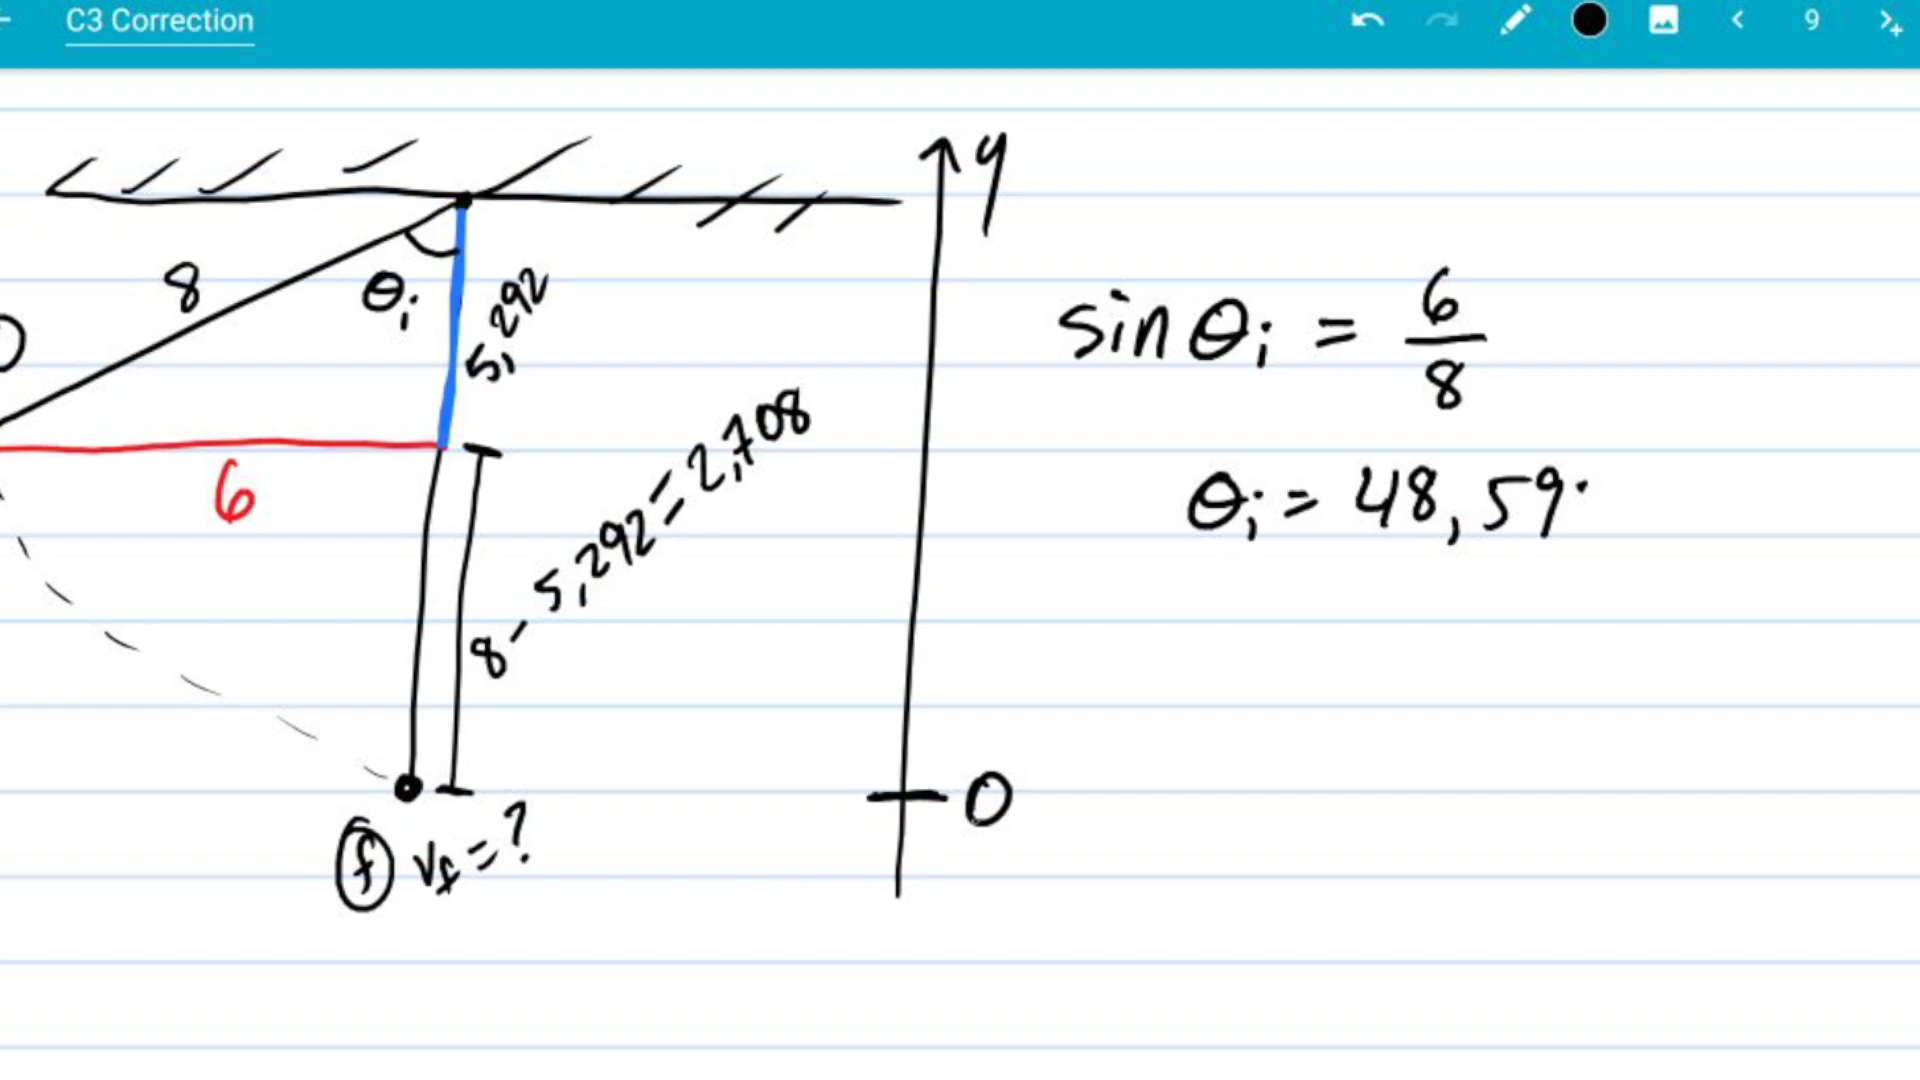 C3 Correction
9
y
8
θi
5,292
sin θi = 6/8
6
8 - 5,292 = 2,708
θi = 48,59°
0
f vf = ?